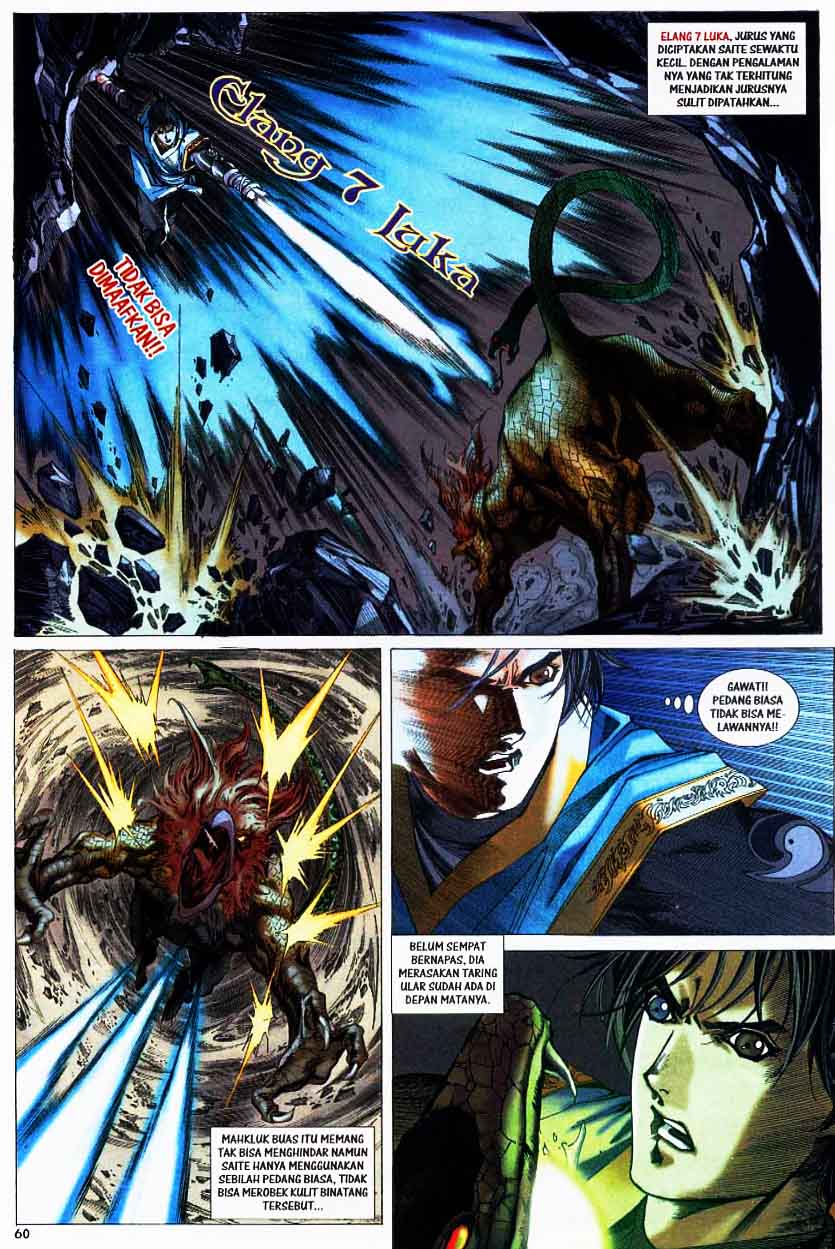 ELANG 7 LUKA, JURUS YANG
DICIPTAKAN SAITE SEWAKTU
KECIL. DENGAN PENGALAMAN
NYA YANG TAK TERHITUNG
MENJADIKAN JURUSNYA
SULIT DIPATAHKAN...
Elang 7 Luka
TIDAK BISA
DIMAAFKAN!!
GAWAT!!
PEDANG BIASA
TIDAK BISA ME-
LAWANNYA!!
BELUM SEMPAT
BERNAPAS, DIA
MERASAKAN TARING
ULAR SUDAH ADA DI
DEPAN MATANYA.
MAHKLUK BUAS ITU MEMANG
TAK BISA MENGHINDAR NAMUN
SAITE HANYA MENGGUNAKAN
SEBILAH PEDANG BIASA, TIDAK
BISA MEROBEK KULIT BINATANG
TERSEBUT...
60